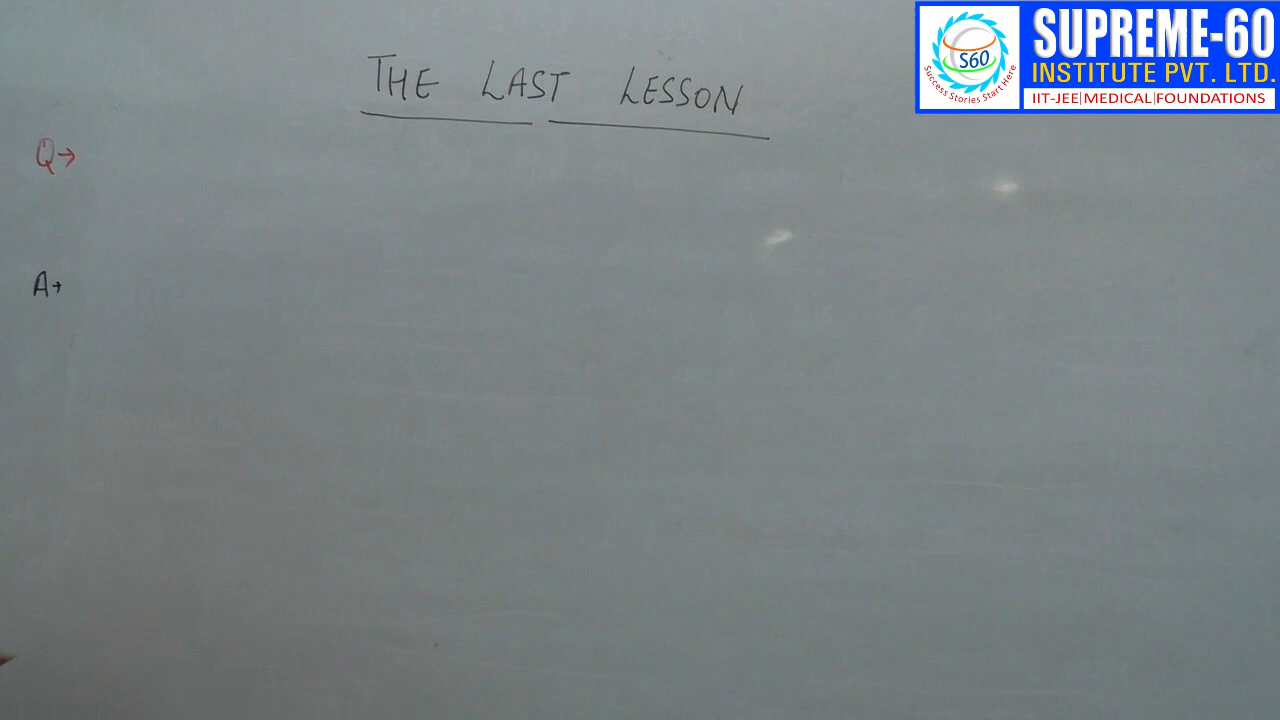 THE LAST LESSON
Q→
A→
SUPREME-60
INSTITUTE PVT. LTD.
IIT-JEE|MEDICAL|FOUNDATIONS
S60
Success Stories Start Here